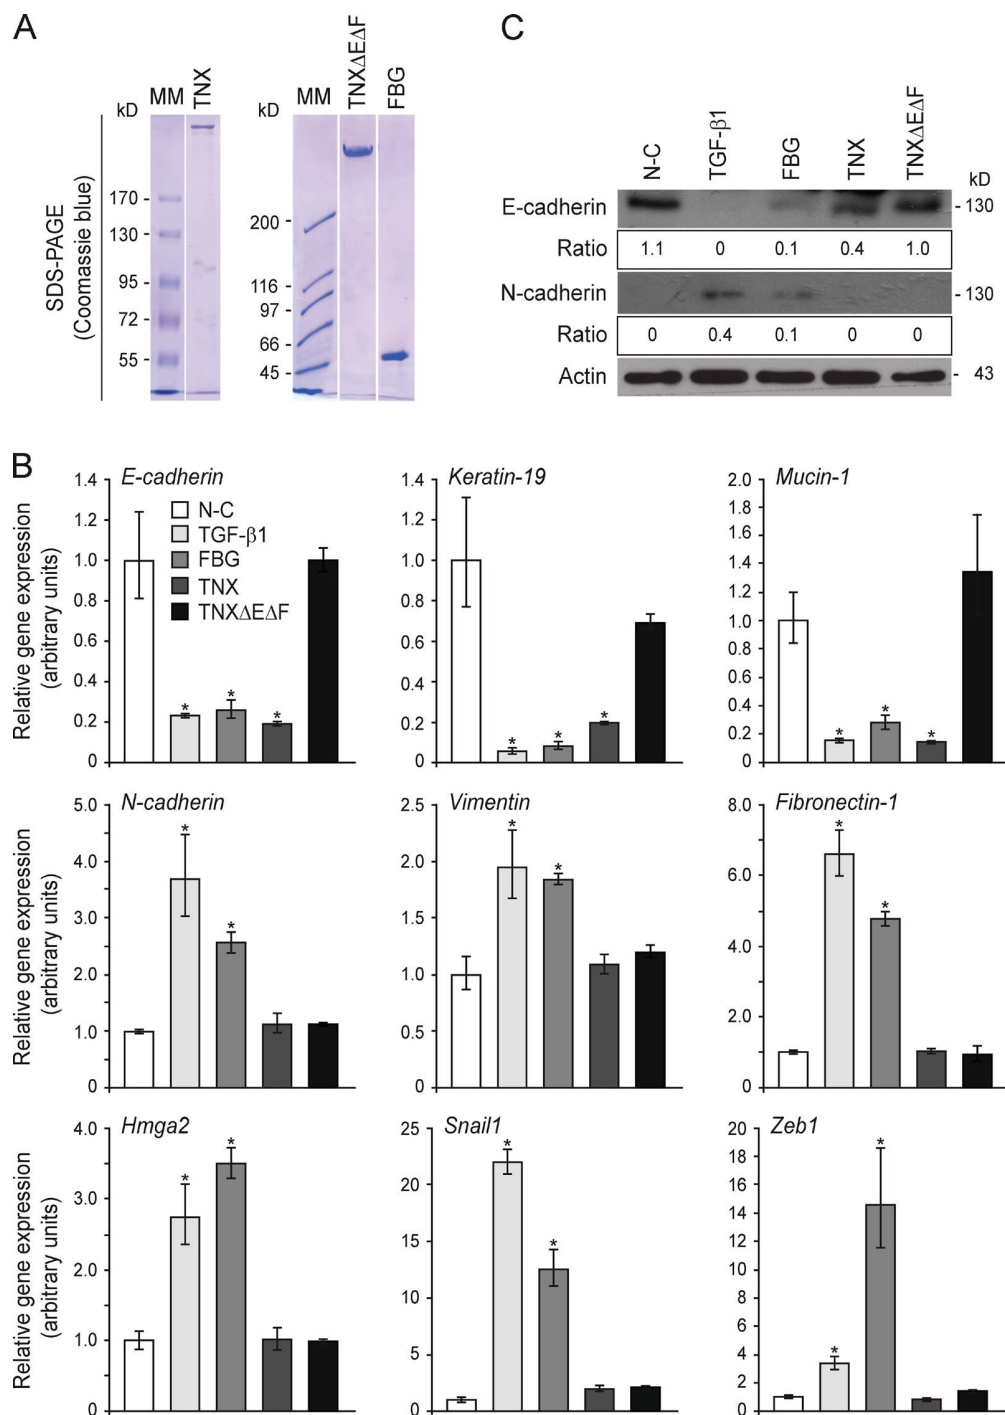 A
kD
MM
TNX
170
130
95
72
55
SDS-PAGE
(Coomassie blue)
kD
MM
TNXΔEΔF
FBG
200
116
97
66
45
C
N-C
TGF-β1
FBG
TNX
TNXΔEΔF
kD
E-cadherin
- 130
Ratio 1.1 0 0.1 0.4 1.0
N-cadherin
- 130
Ratio 0 0.4 0.1 0 0
Actin
- 43
B
Relative gene expression
(arbitrary units)
E-cadherin
1.4
1.2
1.0
0.8
0.6
0.4
0.2
0
N-C
TGF-β1
FBG
TNX
TNXΔEΔF
* * *
Keratin-19
1.4
1.2
1.0
0.8
0.6
0.4
0.2
0
* * *
Mucin-1
2.0
1.8
1.6
1.4
1.2
1.0
0.8
0.6
0.4
0.2
0
* * *
Relative gene expression
(arbitrary units)
N-cadherin
5.0
4.0
3.0
2.0
1.0
0
* *
Vimentin
2.5
2.0
1.5
1.0
0.5
0
* *
Fibronectin-1
8.0
6.0
4.0
2.0
0
* *
Relative gene expression
(arbitrary units)
Hmga2
4.0
3.0
2.0
1.0
0
* *
Snail1
25
20
15
10
5
0
* *
Zeb1
20
18
16
14
12
10
8
6
4
2
0
* *